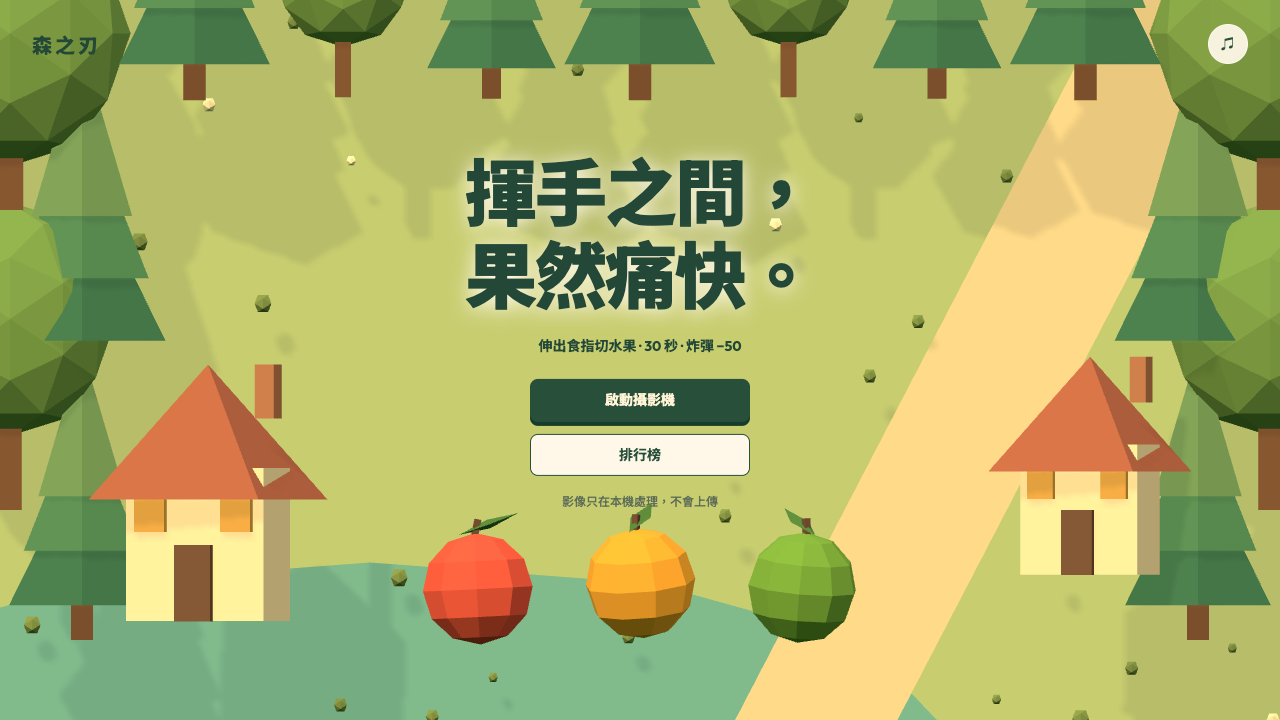 森之刃
揮手之間，
果然痛快。
伸出食指切水果·30 秒·炸彈 −50
啟動攝影機
排行榜
影像只在本機處理，不會上傳